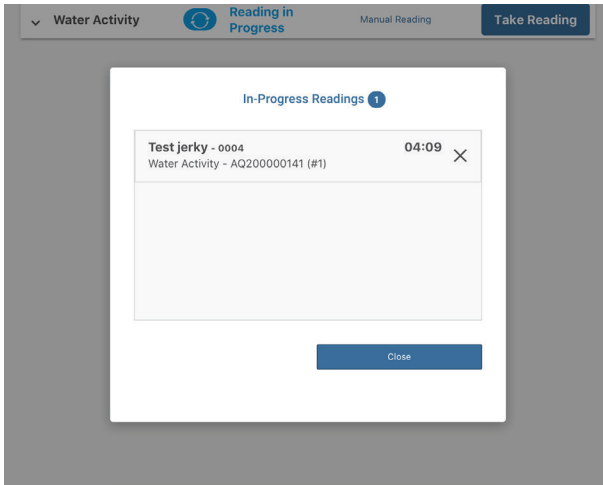 Water Activity
Reading in
Progress
Manual Reading
Take Reading
In-Progress Readings 1
Test jerky - 0004
04:09
Water Activity - AQ200000141 (#1)
Close